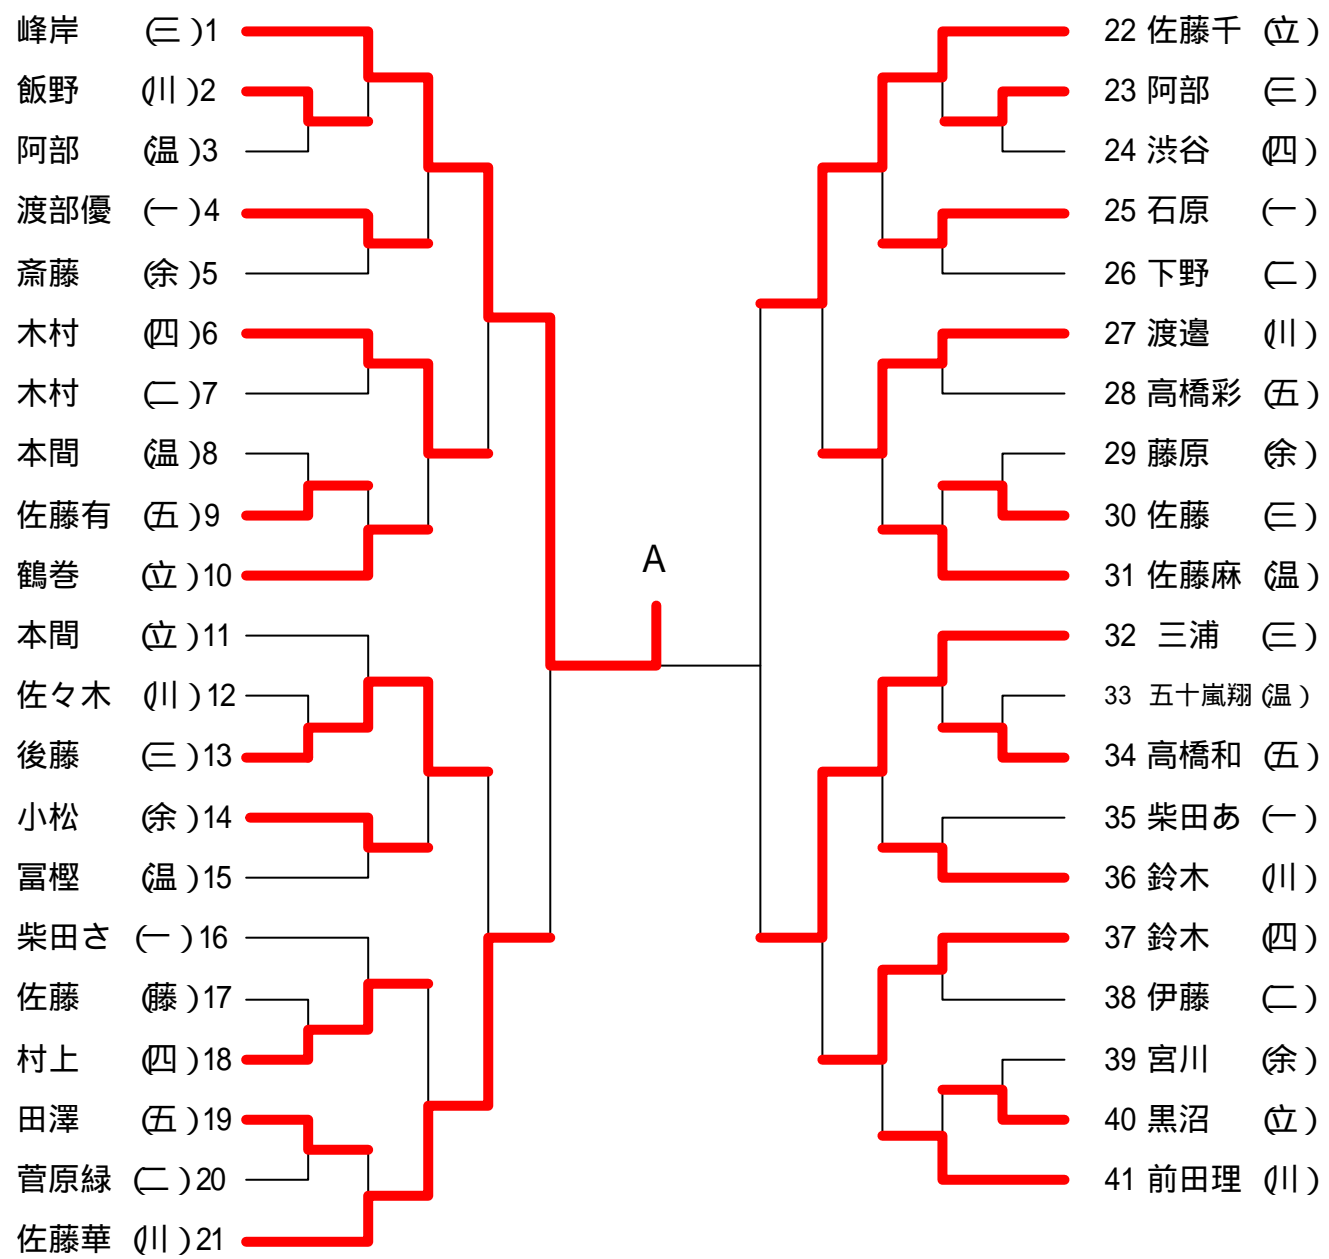 峰岸 (三)1
飯野 (川)2
阿部 (温)3
渡部優 (一)4
斎藤 (余)5
木村 (四)6
木村 (二)7
本間 (温)8
佐藤有 (五)9
鶴巻 (立)10
本間 (立)11
佐々木 (川)12
後藤 (三)13
小松 (余)14
冨樫 (温)15
柴田さ (一)16
佐藤 (藤)17
村上 (四)18
田澤 (五)19
菅原緑 (二)20
佐藤華 (川)21
A
22 佐藤千 (立)
23 阿部 (三)
24 渋谷 (四)
25 石原 (一)
26 下野 (二)
27 渡邉 (川)
28 高橋彩 (五)
29 藤原 (余)
30 佐藤 (三)
31 佐藤麻 (温)
32 三浦 (三)
33 五十嵐翔 (温)
34 高橋和 (五)
35 柴田あ (一)
36 鈴木 (川)
37 鈴木 (四)
38 伊藤 (二)
39 宮川 (余)
40 黒沼 (立)
41 前田理 (川)